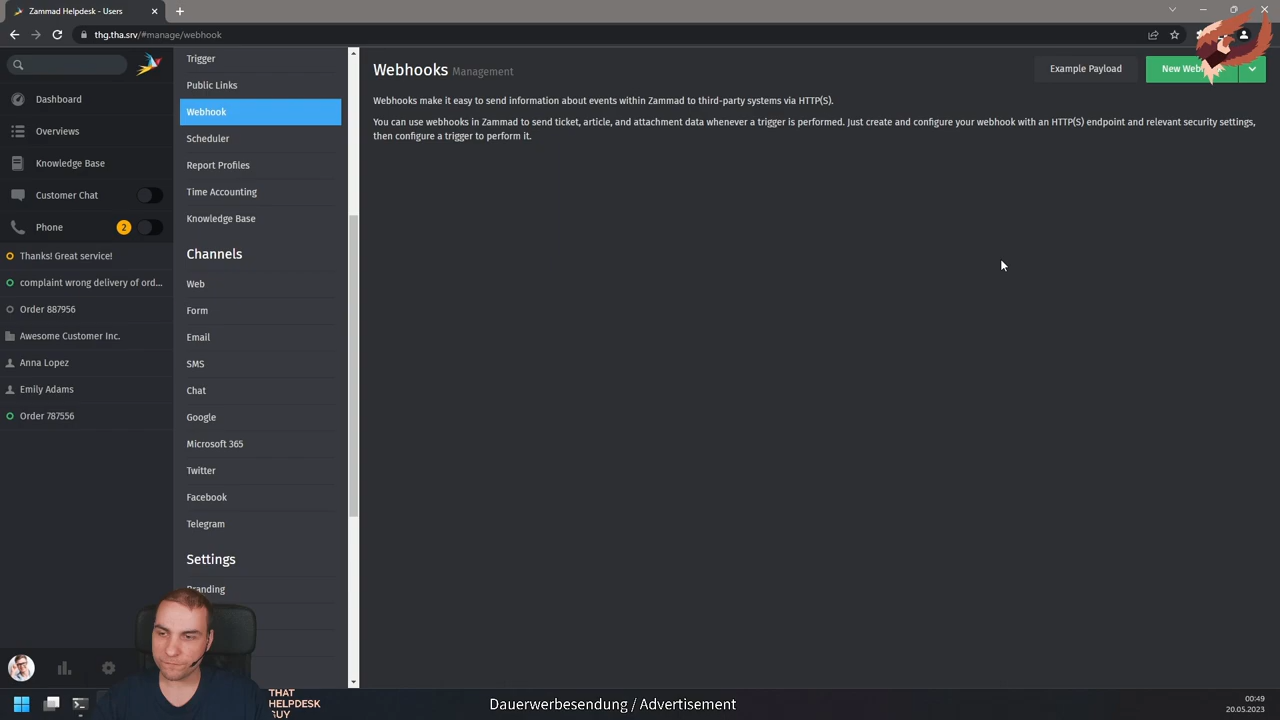 Zammad Helpdesk - Users
thg.tha.srv/#manage/webhook
Dashboard
Overviews
Knowledge Base
Customer Chat
Phone
2
Thanks! Great service!
complaint wrong delivery of ord...
Order 887956
Awesome Customer Inc.
Anna Lopez
Emily Adams
Order 787556
Trigger
Public Links
Webhook
Scheduler
Report Profiles
Time Accounting
Knowledge Base
Channels
Web
Form
Email
SMS
Chat
Google
Microsoft 365
Twitter
Facebook
Telegram
Settings
Branding
Webhooks Management
Example Payload
New
Webhooks make it easy to send information about events within Zammad to third-party systems via HTTP(S).
You can use webhooks in Zammad to send ticket, article, and attachment data whenever a trigger is performed. Just create and configure your webhook with an HTTP(S) endpoint and relevant security settings,
then configure a trigger to perform it.
THAT
HELPDESK
GUY
Dauerwerbesendung / Advertisement
00:49
20.05.2023